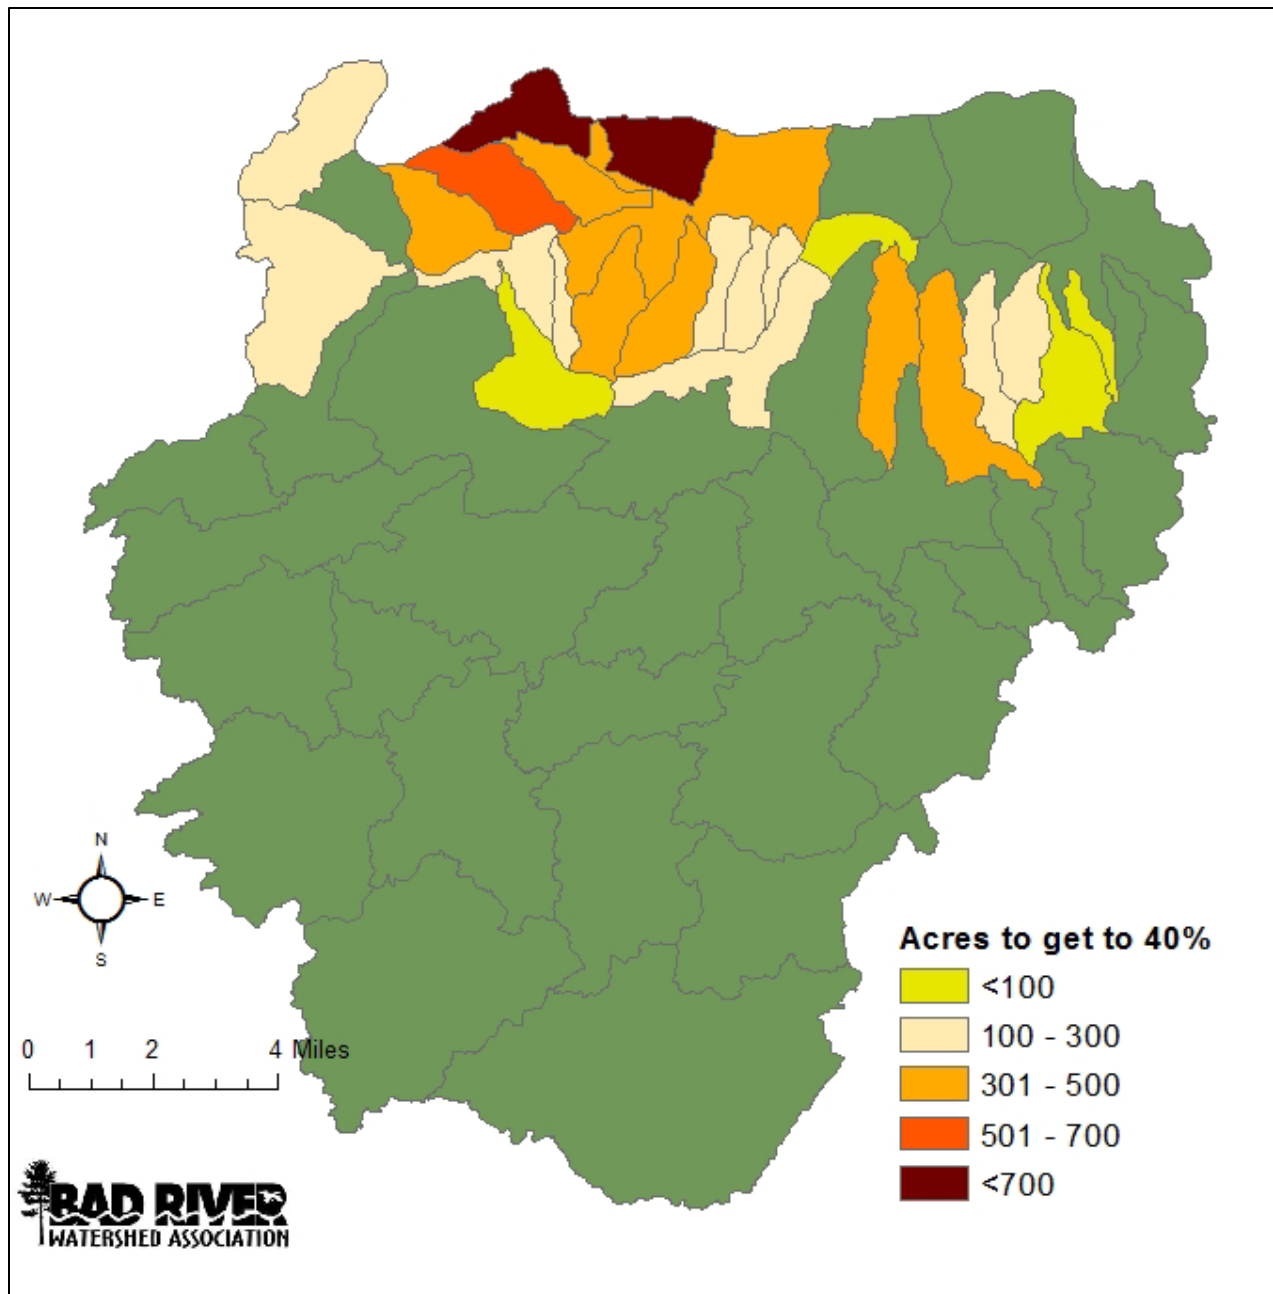 N
W E
S
0 1 2 4 Miles
BAD RIVER
WATERSHED ASSOCIATION
Acres to get to 40%
<100
100 - 300
301 - 500
501 - 700
<700